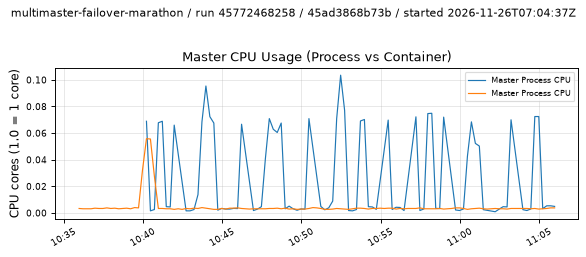 multimaster-failover-marathon / run 45772468258 / 45ad3868b73b / started 2026-11-26T07:04:37Z
Master CPU Usage (Process vs Container)
CPU cores (1.0 = 1 core)
0.10
0.08
0.06
0.04
0.02
0.00
Master Process CPU
Master Process CPU
10:35
10:40
10:45
10:50
10:55
11:00
11:05